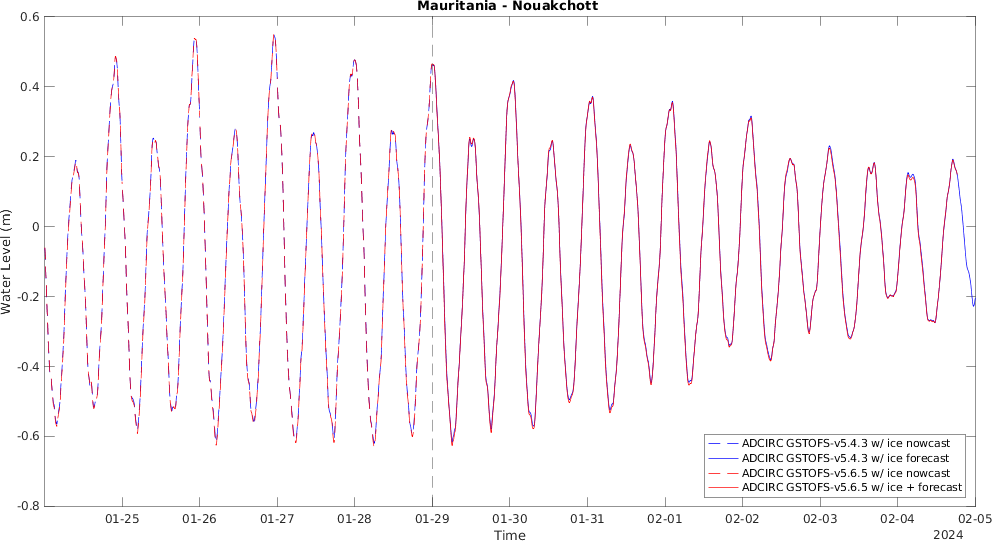 Mauritania - Nouakchott
0.6
0.4
0.2
0
-0.2
-0.4
-0.6
-0.8
Water Level (m)
ADCIRC GSTOFS-v5.4.3 w/ ice nowcast
ADCIRC GSTOFS-v5.4.3 w/ ice forecast
ADCIRC GSTOFS-v5.6.5 w/ ice nowcast
ADCIRC GSTOFS-v5.6.5 w/ ice + forecast
01-25 01-26 01-27 01-28 01-29 01-30 01-31 02-01 02-02 02-03 02-04 02-05
Time
2024